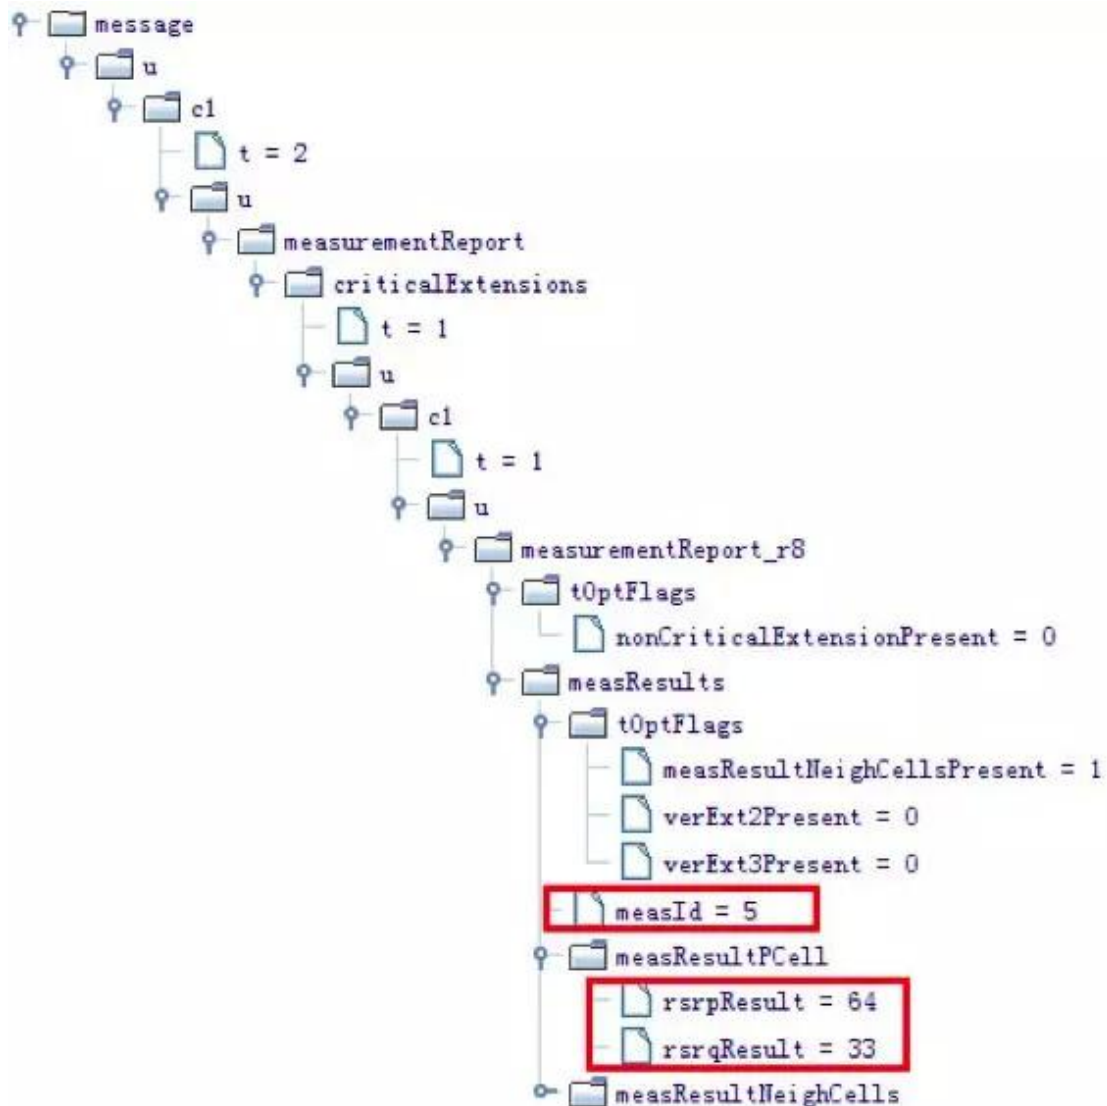 message
u
c1
t = 2
u
measurementReport
criticalExtensions
t = 1
u
c1
t = 1
u
measurementReport_r8
tOptFlags
nonCriticalExtensionPresent = 0
measResults
tOptFlags
measResultNeighCellsPresent = 1
verExt2Present = 0
verExt3Present = 0
measId = 5
measResultPCell
rsrpResult = 64
rsrqResult = 33
measResultNeighCells